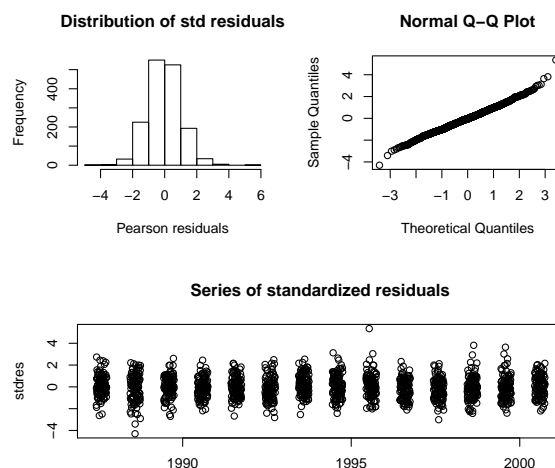 Distribution of std residuals
Frequency
0 200 400
−4 −2 0 2 4 6
Pearson residuals
Normal Q−Q Plot
Sample Quantiles
−4 0 2 4
−3 −2 −1 0 1 2 3
Theoretical Quantiles
Series of standardized residuals
stdres
−4 0 2 4
1990 1995 2000